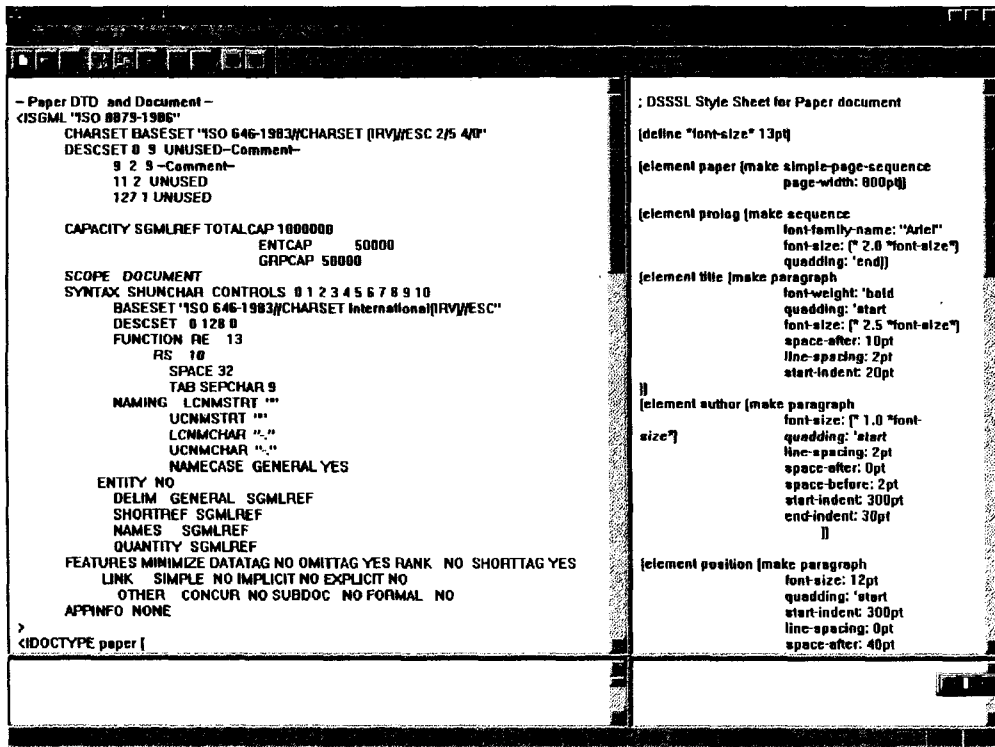 – Paper DTD and Document –
<!SGML "ISO 8879-1986"
CHARSET BASESET "ISO 646-1983//CHARSET (IRV)//ESC 2/5 4/0"
DESCSET 0 9 UNUSED–Comment–
9 2 9 –Comment–
11 2 UNUSED
127 1 UNUSED
CAPACITY SGMLREF TOTALCAP 1000000
ENTCAP 50000
GRPCAP 50000
SCOPE DOCUMENT
SYNTAX SHUNCHAR CONTROLS 0 1 2 3 4 5 6 7 8 9 10
BASESET "ISO 646-1983//CHARSET International(IRV)//ESC"
DESCSET 0 128 0
FUNCTION RE 13
RS 10
SPACE 32
TAB SEPCHAR 9
NAMING LCNMSTRT ""
UCNMSTRT ""
LCNMCHAR "-."
UCNMCHAR "-."
NAMECASE GENERAL YES
ENTITY NO
DELIM GENERAL SGMLREF
SHORTREF SGMLREF
NAMES SGMLREF
QUANTITY SGMLREF
FEATURES MINIMIZE DATATAG NO OMITTAG YES RANK NO SHORTTAG YES
LINK SIMPLE NO IMPLICIT NO EXPLICIT NO
OTHER CONCUR NO SUBDOC NO FORMAL NO
APPINFO NONE
>
<!DOCTYPE paper [
; DSSSL Style Sheet for Paper document
(define *font-size* 13pt)
(element paper (make simple-page-sequence
page-width: 800pt))
(element prolog (make sequence
font-family-name: "Ariel"
font-size: (* 2.0 *font-size*)
quadding: 'end))
(element title (make paragraph
font-weight: 'bold
quadding: 'start
font-size: (* 2.5 *font-size*)
space-after: 10pt
line-spacing: 2pt
start-indent: 20pt
))
(element author (make paragraph
font-size: (* 1.0 *font-
size*)
quadding: 'start
line-spacing: 2pt
space-after: 0pt
space-before: 2pt
start-indent: 300pt
end-indent: 30pt
))
(element position (make paragraph
font-size: 12pt
quadding: 'start
start-indent: 300pt
line-spacing: 0pt
space-after: 40pt